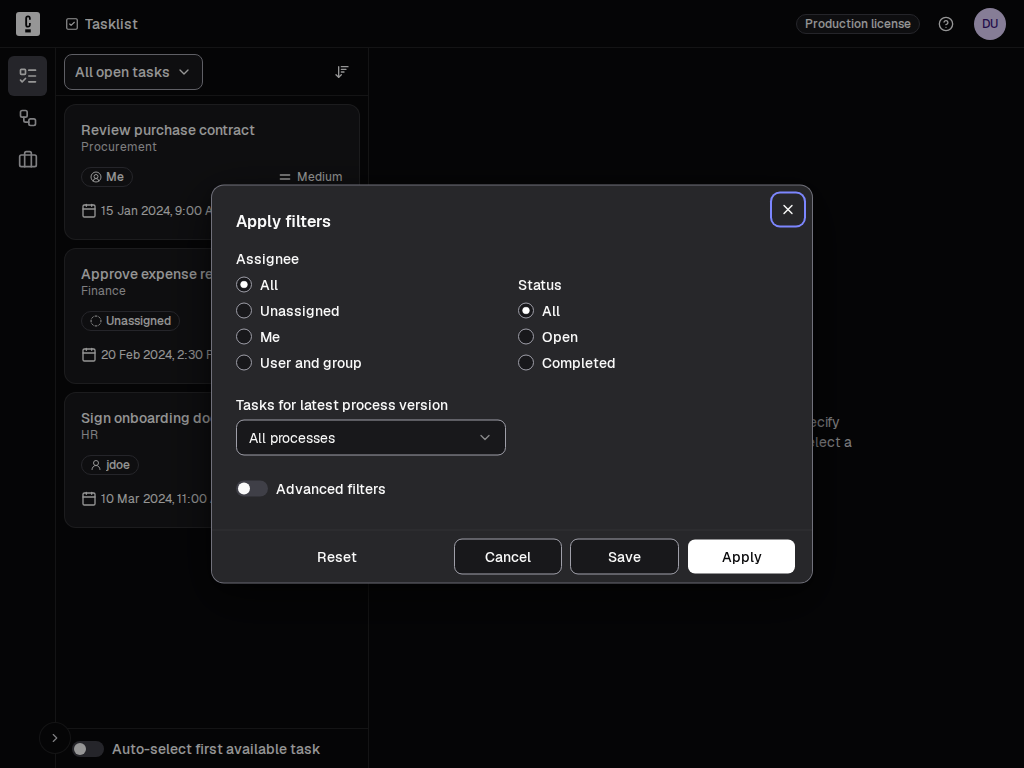 Tasklist
Production license
DU
All open tasks
Review purchase contract
Procurement
Me
Medium
15 Jan 2024, 9:00 A
Approve expense re
Finance
Unassigned
20 Feb 2024, 2:30 P
Sign onboarding do
HR
jdoe
10 Mar 2024, 11:00
Apply filters
Assignee
All
Unassigned
Me
User and group
Status
All
Open
Completed
Tasks for latest process version
All processes
Advanced filters
Reset
Cancel
Save
Apply
elect a
Auto-select first available task